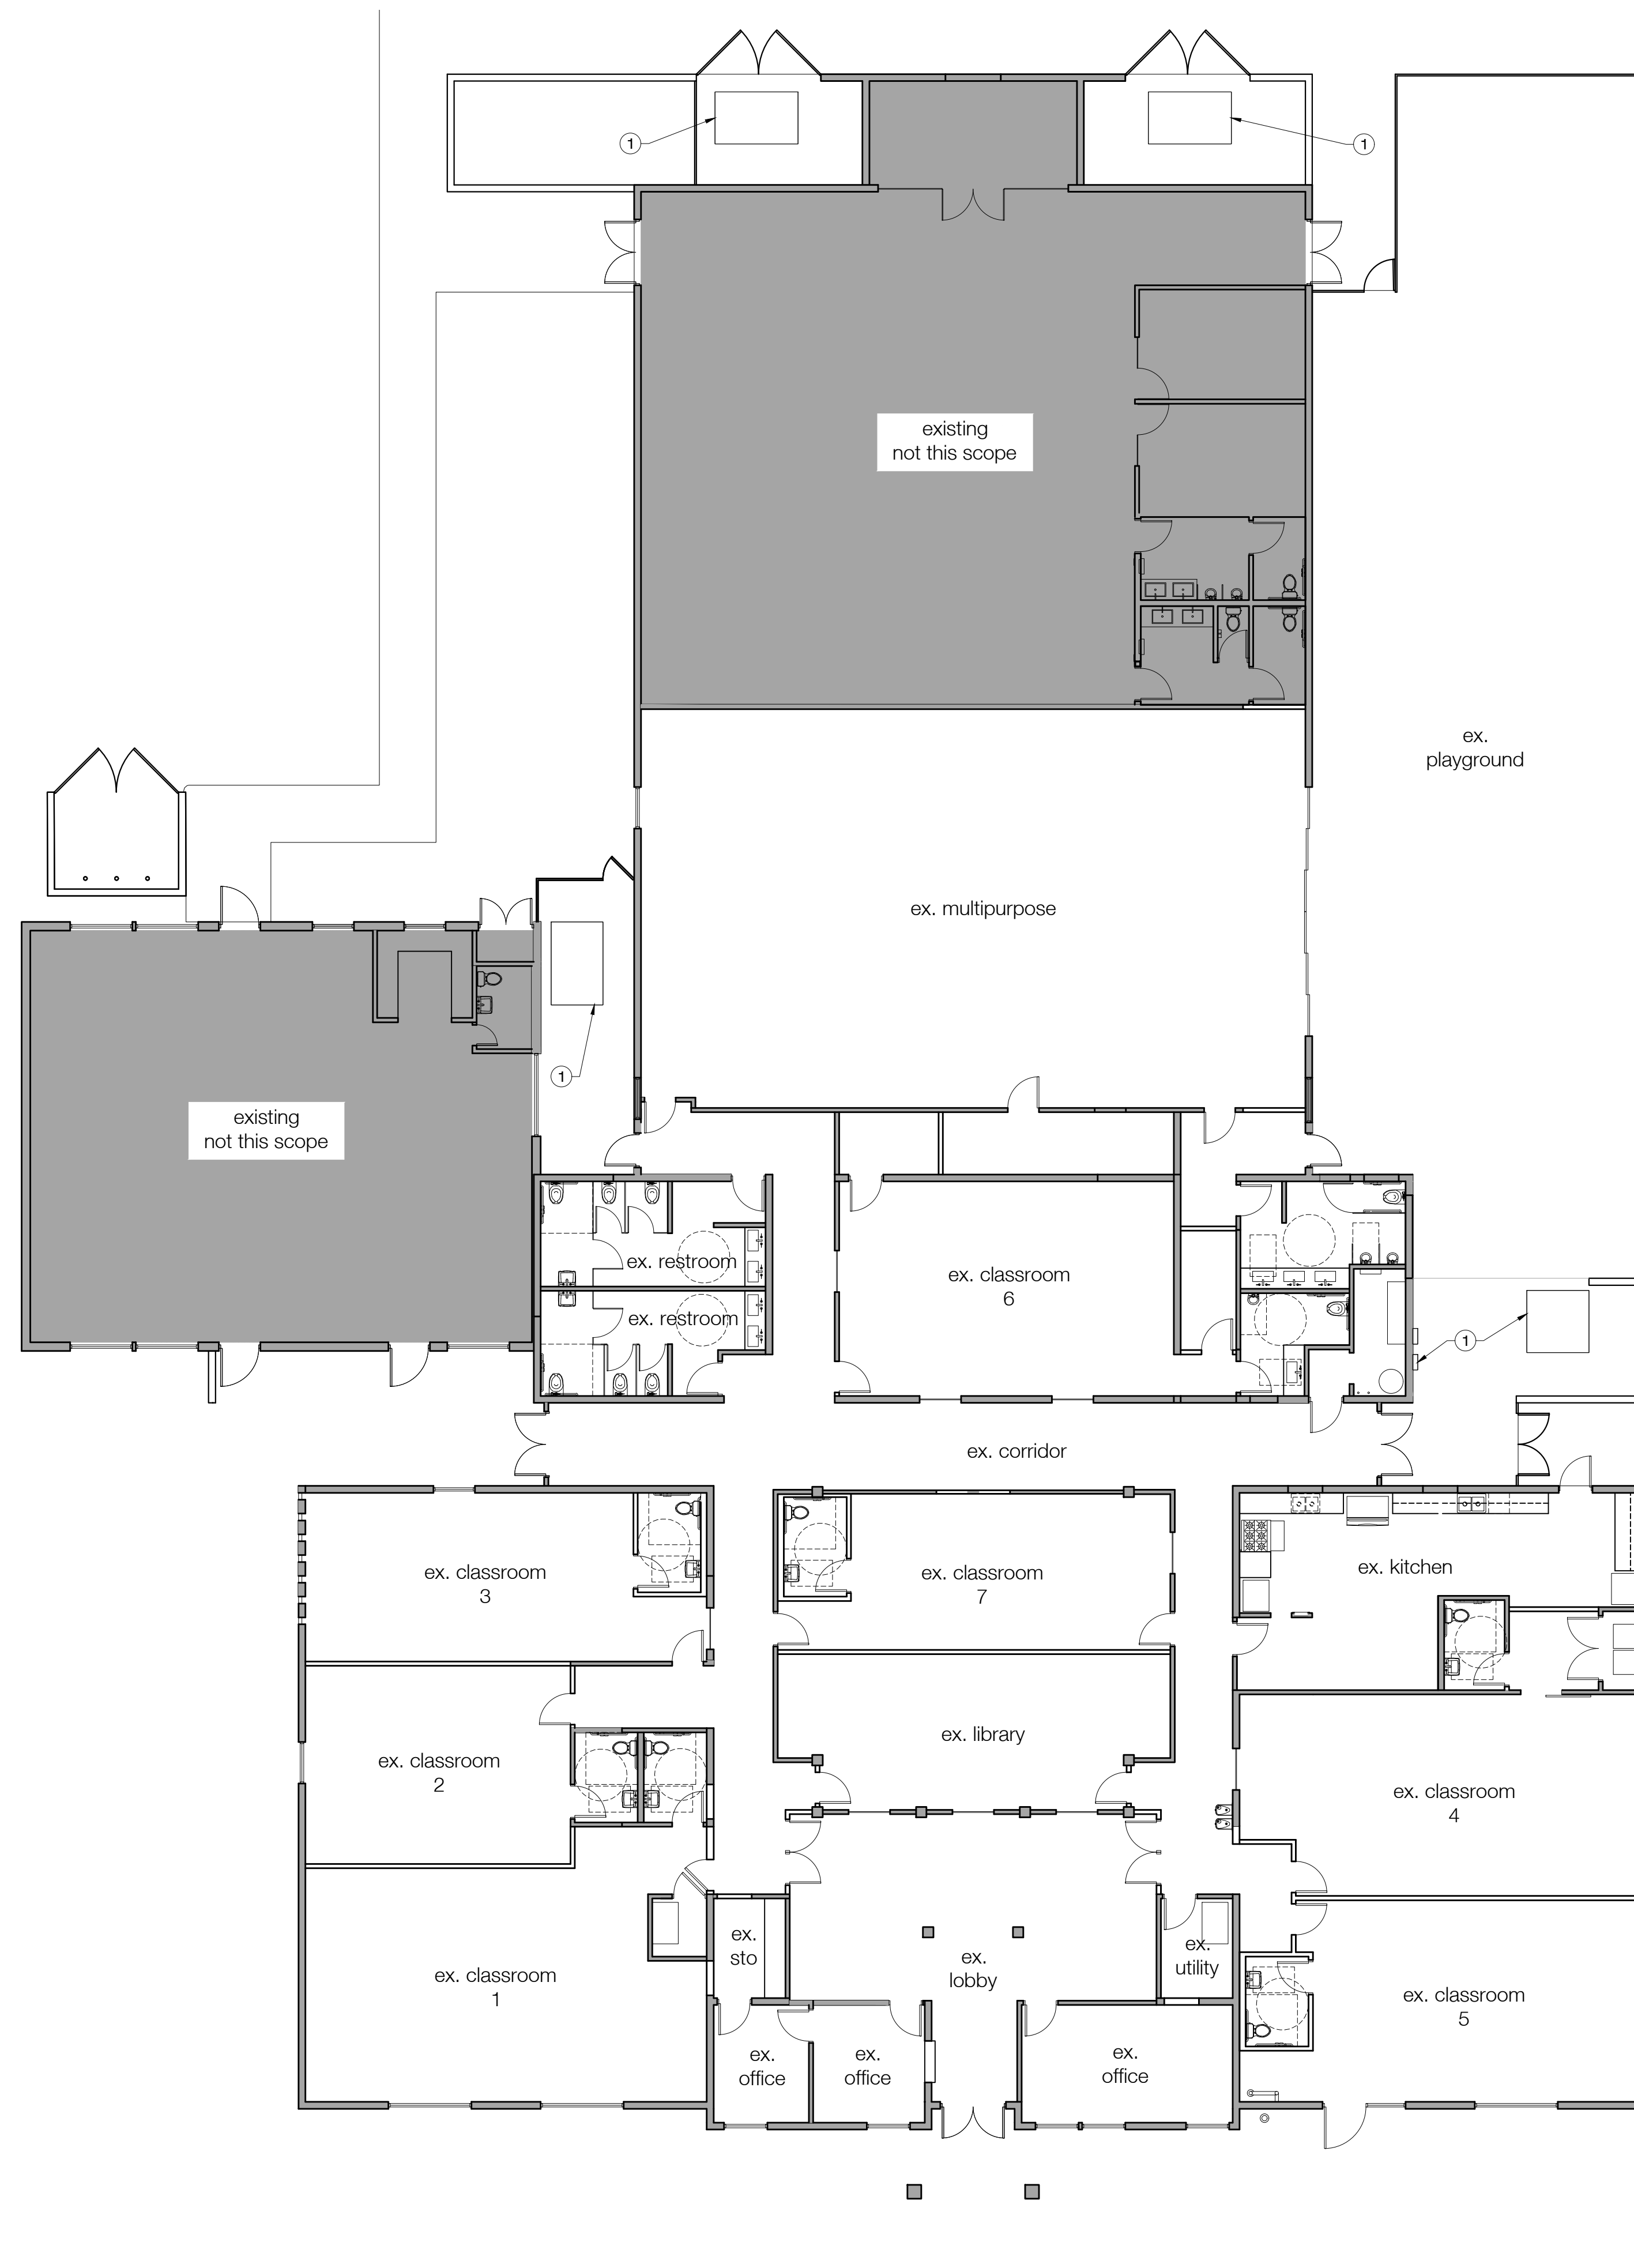 1
1
existing
not this scope
ex.
playground
ex. multipurpose
1
existing
not this scope
ex. restroom
ex. classroom
6
ex. restroom
1
ex. corridor
ex. classroom
3
ex. classroom
7
ex. kitchen
ex. library
ex. classroom
2
ex. classroom
4
ex.
sto
ex.
utility
ex.
lobby
ex. classroom
1
ex. classroom
5
ex.
office
ex.
office
ex.
office